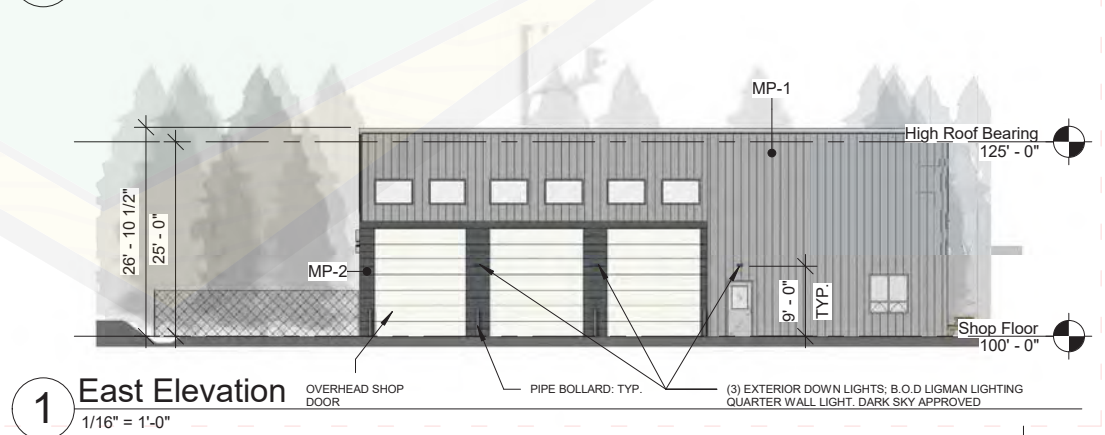 MP-1
High Roof Bearing
125' - 0"
26' - 10 1/2"
25' - 0"
MP-2
9' - 0"
TYP.
Shop Floor
100' - 0"
1
East Elevation
1/16" = 1'-0"
OVERHEAD SHOP
DOOR
PIPE BOLLARD: TYP.
(3) EXTERIOR DOWN LIGHTS; B.O.D LIGMAN LIGHTING
QUARTER WALL LIGHT. DARK SKY APPROVED